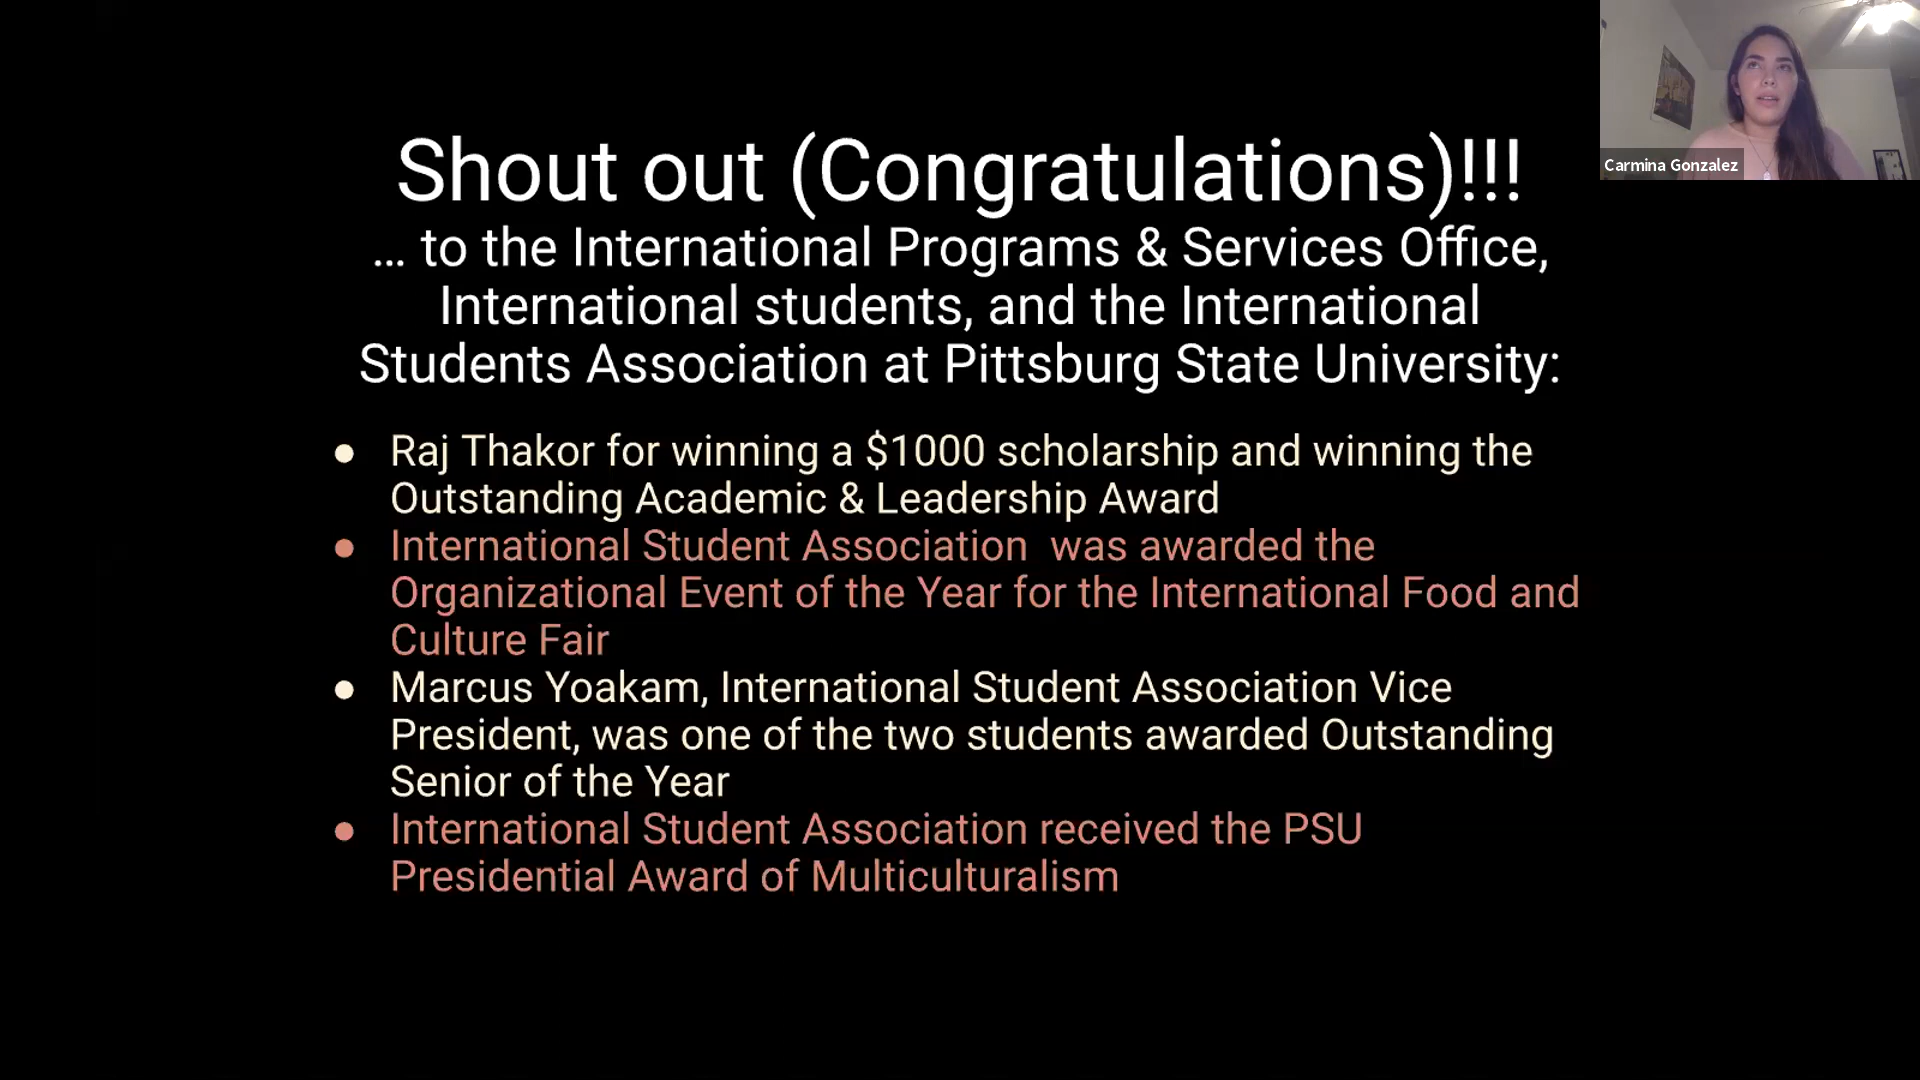 Shout out (Congratulations)!!!
... to the International Programs & Services Office,
International students, and the International
Students Association at Pittsburg State University:
● Raj Thakor for winning a $1000 scholarship and winning the
Outstanding Academic & Leadership Award
● International Student Association  was awarded the
Organizational Event of the Year for the International Food and
Culture Fair
● Marcus Yoakam, International Student Association Vice
President, was one of the two students awarded Outstanding
Senior of the Year
● International Student Association received the PSU
Presidential Award of Multiculturalism
Carmina Gonzalez